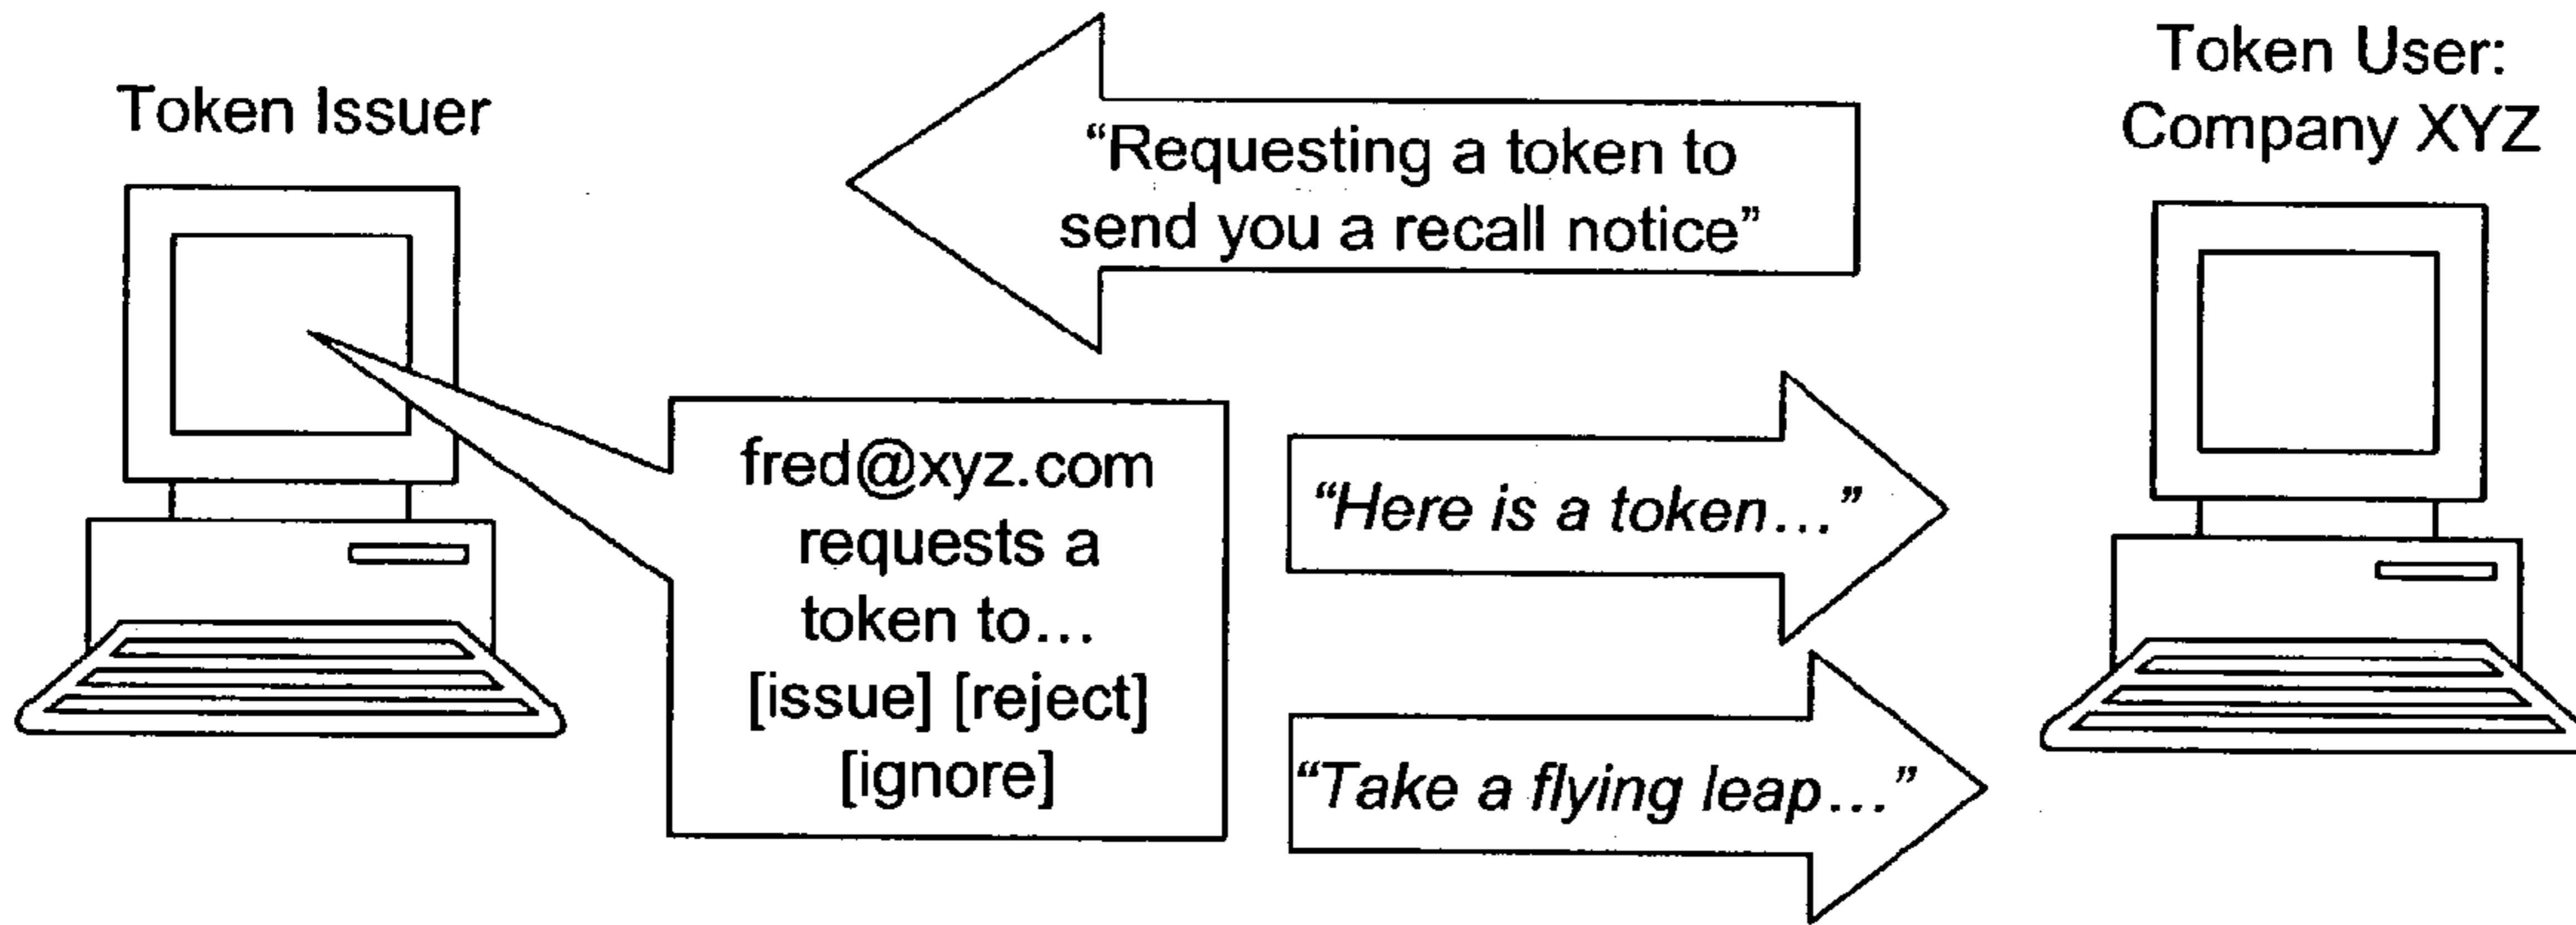 Token Issuer
“Requesting a token to
send you a recall notice”
Token User:
Company XYZ
fred@xyz.com
requests a
token to…
[issue] [reject]
[ignore]
“Here is a token…”
“Take a flying leap…”